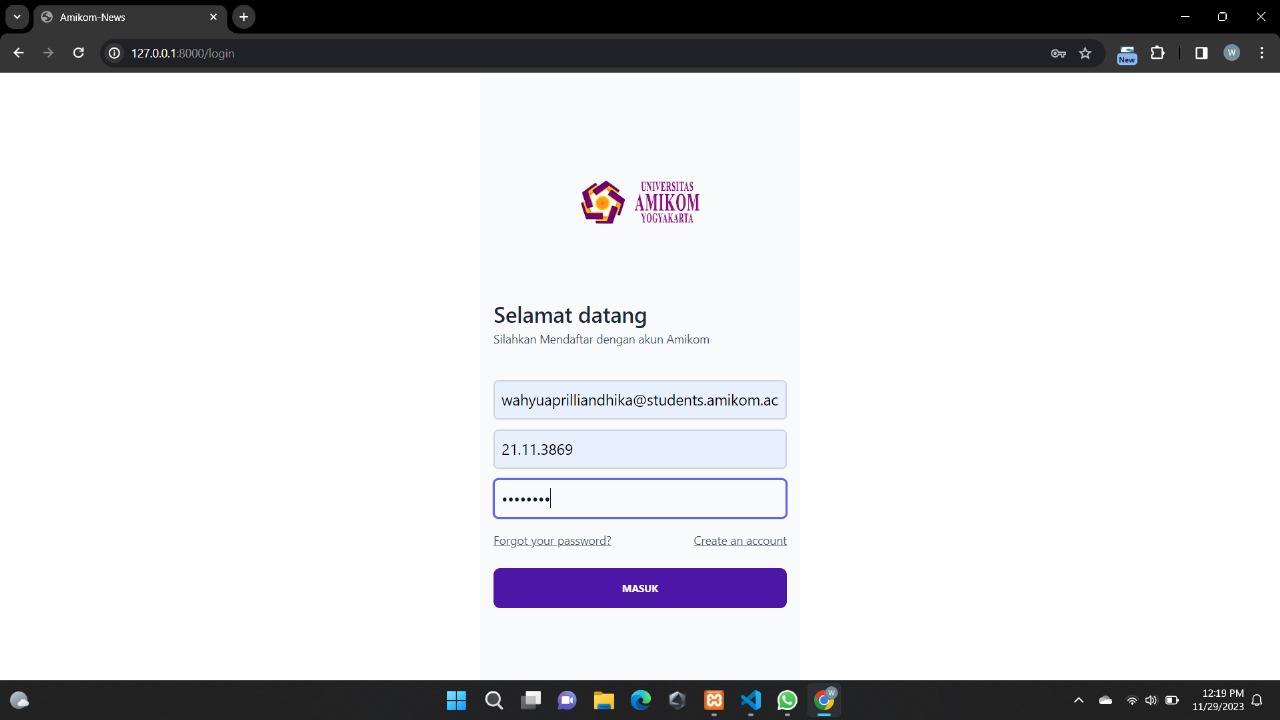 Amikom-News
127.0.0.1:8000/login
New
W
UNIVERSITAS
AMIKOM
YOGYAKARTA
Selamat datang
Silahkan Mendaftar dengan akun Amikom
wahyuaprilliandhika@students.amikom.ac
21.11.3869
••••••••
Forgot your password?
Create an account
MASUK
W
12:19 PM
11/29/2023